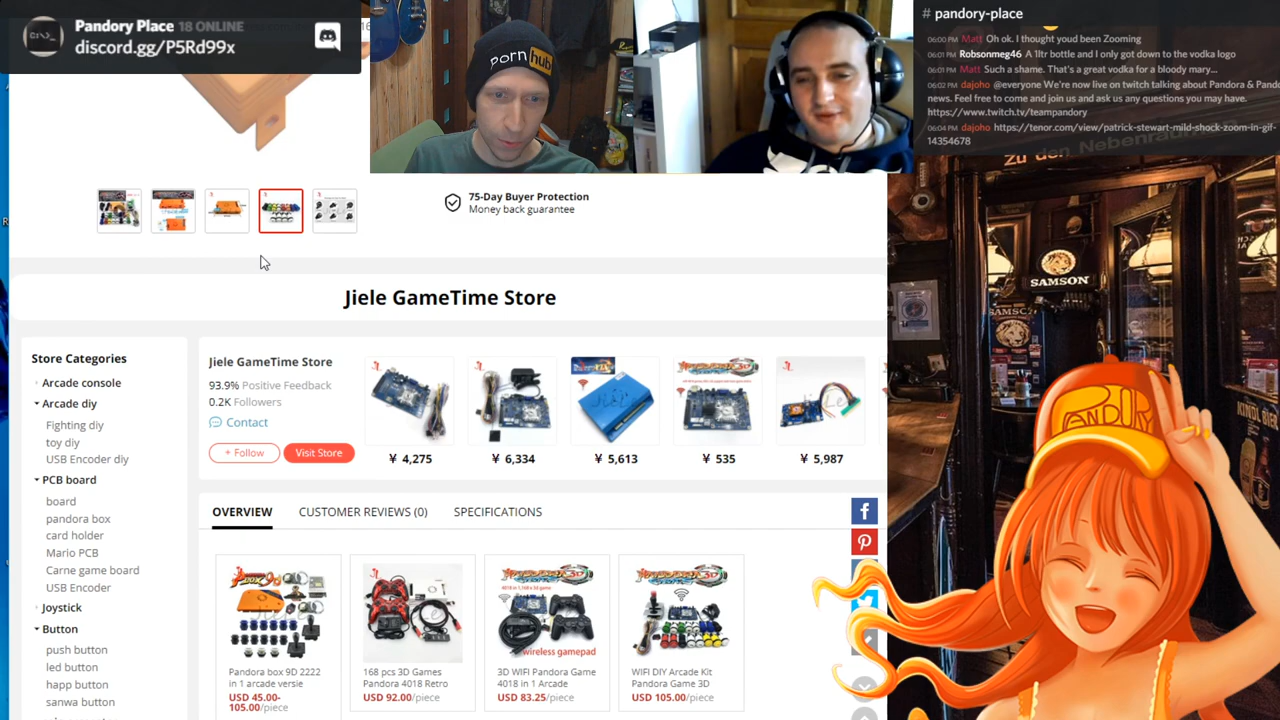 Pandory Place 18 ONLINE
discord.gg/P5Rd99x
Porn hub
# pandory-place
06:00 PM Matt Oh ok. I thought youd been Zooming
06:01 PM Robsonmeg46 A 1ltr bottle and I only got down to the vodka logo
06:01 PM Matt Such a shame. That's a great vodka for a bloody mary...
06:02 PM dajoho @everyone We're now live on twitch talking about Pandora & Pand
news. Feel free to come and join us and ask us any questions you may have.
https://www.twitch.tv/teampandory
06:04 PM dajoho https://tenor.com/view/patrick-stewart-mild-shock-zoom-in-gif-
14354678
Zu den Nebenräumen
SAMSON
PANDORY
75-Day Buyer Protection
Money back guarantee
Jiele GameTime Store
Store Categories
Arcade console
Arcade diy
Fighting diy
toy diy
USB Encoder diy
PCB board
board
pandora box
card holder
Mario PCB
Carne game board
USB Encoder
Joystick
Button
push button
led button
happ button
sanwa button
Jiele GameTime Store
93.9% Positive Feedback
0.2K Followers
Contact
+ Follow
Visit Store
¥ 4,275
¥ 6,334
¥ 5,613
¥ 535
¥ 5,987
OVERVIEW
CUSTOMER REVIEWS (0)
SPECIFICATIONS
Pandora box 9D 2222
in 1 arcade versie
USD 45.00-
105.00/piece
168 pcs 3D Games
Pandora 4018 Retro
USD 92.00/piece
wireless gamepad
3D WIFI Pandora Game
4018 in 1 Arcade
USD 83.25/piece
WIFI DIY Arcade Kit
Pandora Game 3D
USD 105.00/piece